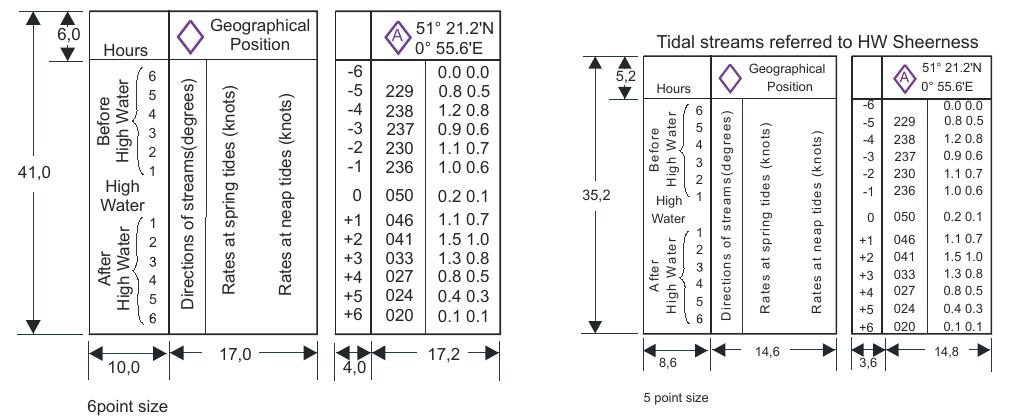 6,0
41,0
Hours
Geographical
Position
Before
High Water
6
5
4
3
2
1
High
Water
After
High Water
1
2
3
4
5
6
Directions of streams(degrees)
Rates at spring tides (knots)
Rates at neap tides (knots)
A 51° 21.2'N
0° 55.6'E
-6 0.0 0.0
-5 229 0.8 0.5
-4 238 1.2 0.8
-3 237 0.9 0.6
-2 230 1.1 0.7
-1 236 1.0 0.6
0 050 0.2 0.1
+1 046 1.1 0.7
+2 041 1.5 1.0
+3 033 1.3 0.8
+4 027 0.8 0.5
+5 024 0.4 0.3
+6 020 0.1 0.1
10,0
17,0
4,0
17,2
6point size
Tidal streams referred to HW Sheerness
5,2
35,2
Hours
Geographical
Position
Before
High Water
6
5
4
3
2
1
High
Water
After
High Water
1
2
3
4
5
6
Directions of streams(degrees)
Rates at spring tides (knots)
Rates at neap tides (knots)
A 51° 21.2'N
0° 55.6'E
-6 0.0 0.0
-5 229 0.8 0.5
-4 238 1.2 0.8
-3 237 0.9 0.6
-2 230 1.1 0.7
-1 236 1.0 0.6
0 050 0.2 0.1
+1 046 1.1 0.7
+2 041 1.5 1.0
+3 033 1.3 0.8
+4 027 0.8 0.5
+5 024 0.4 0.3
+6 020 0.1 0.1
8,6
14,6
3,6
14,8
5 point size